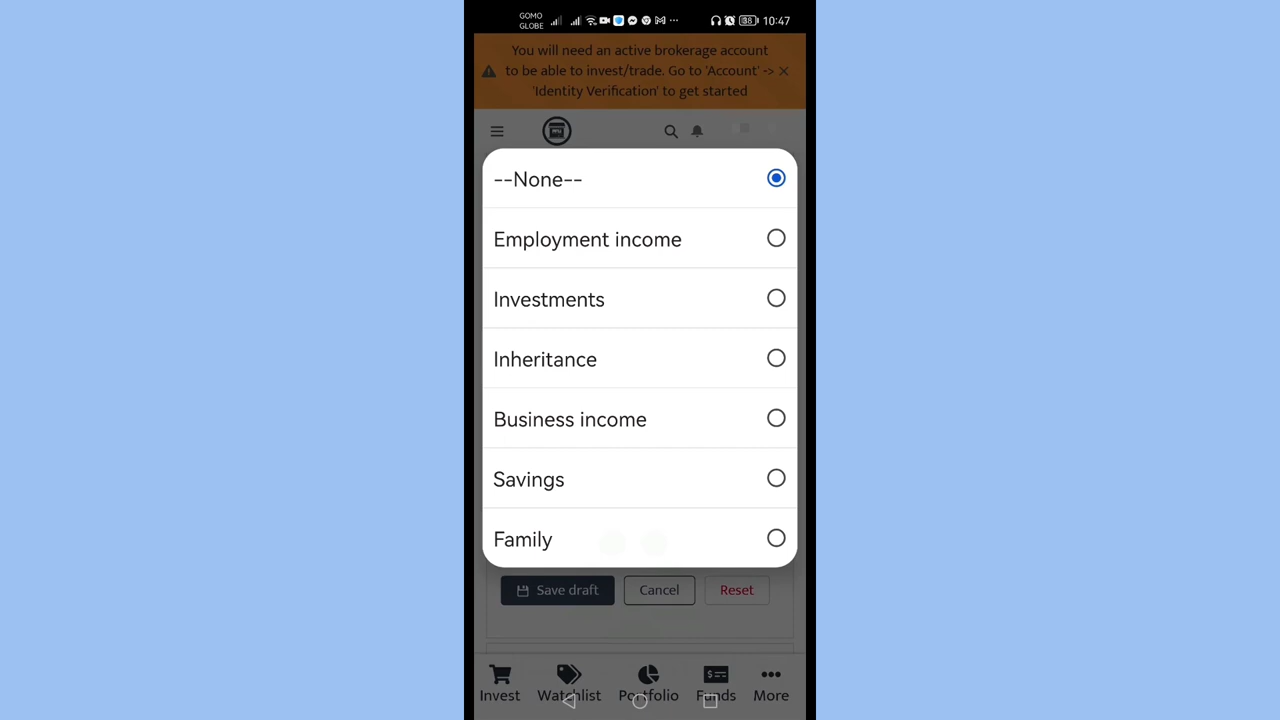 GOMO
GLOBE
88
10:47
You will need an active brokerage account
to be able to invest/trade. Go to 'Account' ->
'Identity Verification' to get started
--None--
Employment income
Investments
Inheritance
Business income
Savings
Family
Save draft
Cancel
Reset
Invest
Watchlist
Portfolio
Funds
More